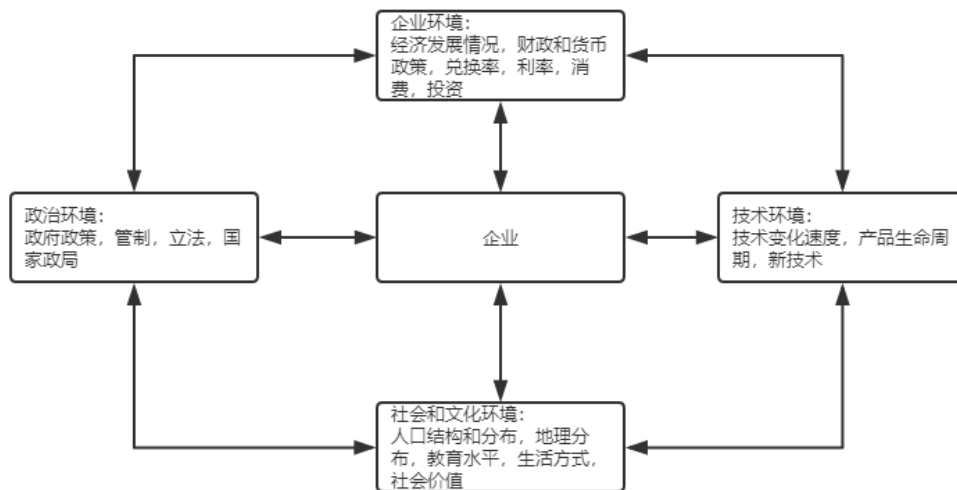 企业环境：
经济发展情况，财政和货币
政策，兑换率，利率，消
费，投资
政治环境：
政府政策，管制，立法，国
家政局
企业
技术环境：
技术变化速度，产品生命周
期，新技术
社会和文化环境：
人口结构和分布，地理分
布，教育水平，生活方式，
社会价值